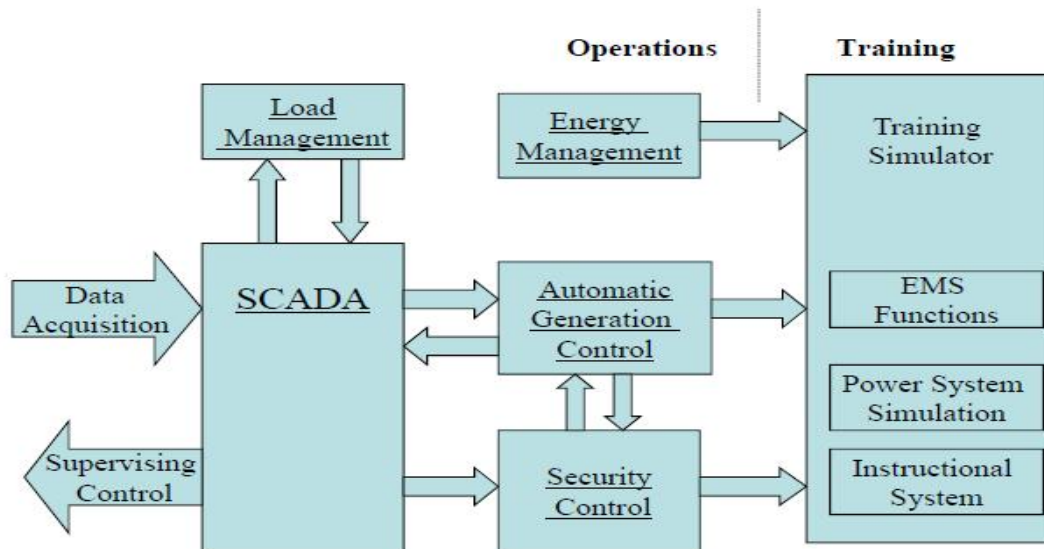 Operations
Training
Load
Management
Energy
Management
Training
Simulator
Data
Acquisition
SCADA
Automatic
Generation
Control
EMS
Functions
Power System
Simulation
Supervising
Control
Security
Control
Instructional
System